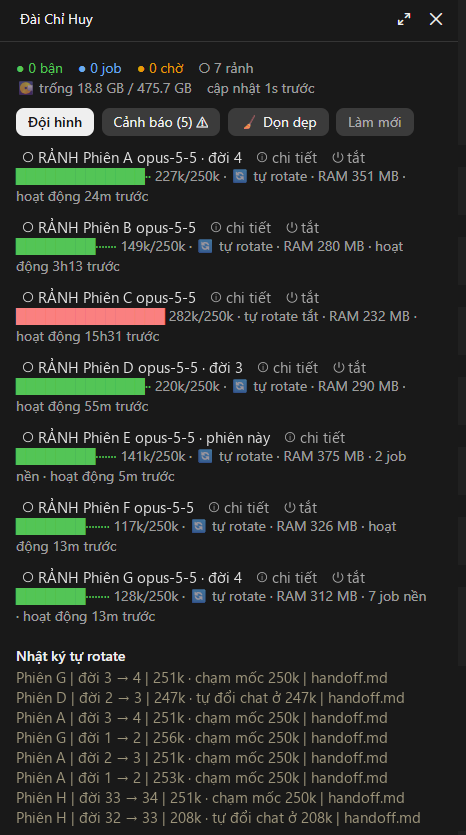 Đài Chỉ Huy
0 bận 0 job 0 chờ 7 rảnh
trống 18.8 GB / 475.7 GB cập nhật 1s trước
Đội hình Cảnh báo (5) ⚠ Dọn dẹp Làm mới
RẢNH Phiên A opus-5-5 · đời 4 chi tiết tắt
227k/250k · tự rotate · RAM 351 MB ·
hoạt động 24m trước
RẢNH Phiên B opus-5-5 chi tiết tắt
149k/250k · tự rotate · RAM 280 MB · hoạt
động 3h13 trước
RẢNH Phiên C opus-5-5 chi tiết tắt
282k/250k · tự rotate tắt · RAM 232 MB ·
hoạt động 15h31 trước
RẢNH Phiên D opus-5-5 · đời 3 chi tiết tắt
220k/250k · tự rotate · RAM 290 MB ·
hoạt động 55m trước
RẢNH Phiên E opus-5-5 · phiên này chi tiết
141k/250k · tự rotate · RAM 375 MB · 2 job
nền · hoạt động 5m trước
RẢNH Phiên F opus-5-5 chi tiết tắt
117k/250k · tự rotate · RAM 326 MB · hoạt
động 13m trước
RẢNH Phiên G opus-5-5 · đời 4 chi tiết tắt
128k/250k · tự rotate · RAM 312 MB · 7 job nền
· hoạt động 13m trước
Nhật ký tự rotate
Phiên G | đời 3 → 4 | 251k · chạm mốc 250k | handoff.md
Phiên D | đời 2 → 3 | 247k · tự đổi chat ở 247k | handoff.md
Phiên A | đời 3 → 4 | 251k · chạm mốc 250k | handoff.md
Phiên G | đời 1 → 2 | 256k · chạm mốc 250k | handoff.md
Phiên A | đời 2 → 3 | 251k · chạm mốc 250k | handoff.md
Phiên A | đời 1 → 2 | 253k · chạm mốc 250k | handoff.md
Phiên H | đời 33 → 34 | 251k · chạm mốc 250k | handoff.md
Phiên H | đời 32 → 33 | 208k · tự đổi chat ở 208k | handoff.md